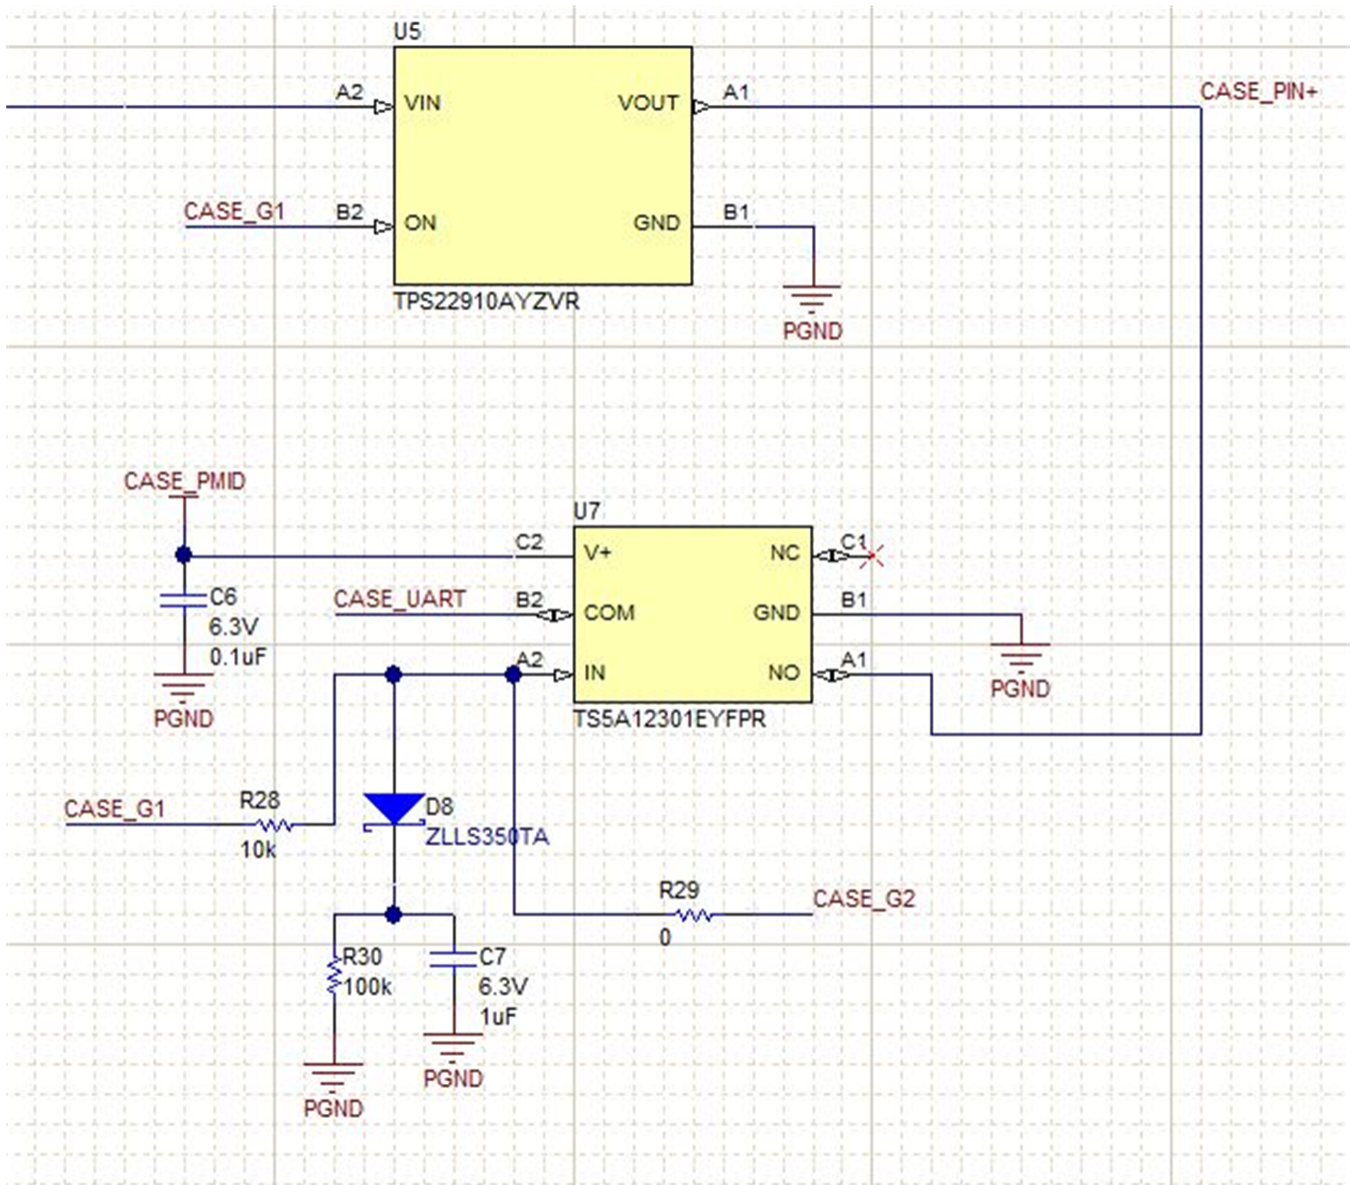 U5
A2 VIN VOUT A1 CASE_PIN+
CASE_G1 B2 ON GND B1
TPS22910AYZVR
PGND
CASE_PMID
U7
C2 V+ NC C1
C6
6.3V
0.1uF
CASE_UART B2 COM GND B1
A2 IN NO A1
PGND
PGND
TS5A12301EYFPR
CASE_G1 R28
10k
D8
ZLLS350TA
R29 CASE_G2
0
R30
100k
C7
6.3V
1uF
PGND
PGND